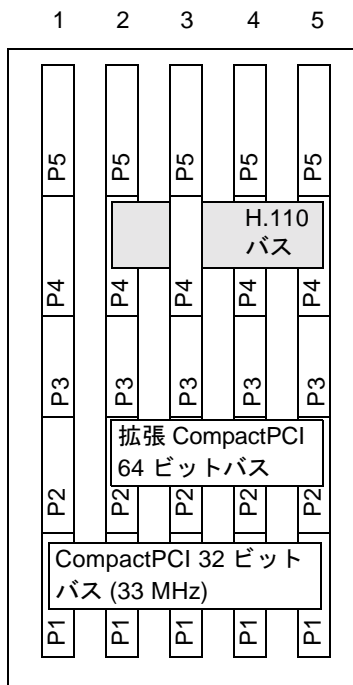 1 2 3 4 5
P5 P5 P5 P5 P5
H.110
バス
P4 P4 P4 P4 P4
P3 P3 P3 P3 P3
拡張 CompactPCI
64 ビットバス
P2 P2 P2 P2 P2
CompactPCI 32 ビット
バス (33 MHz)
P1 P1 P1 P1 P1